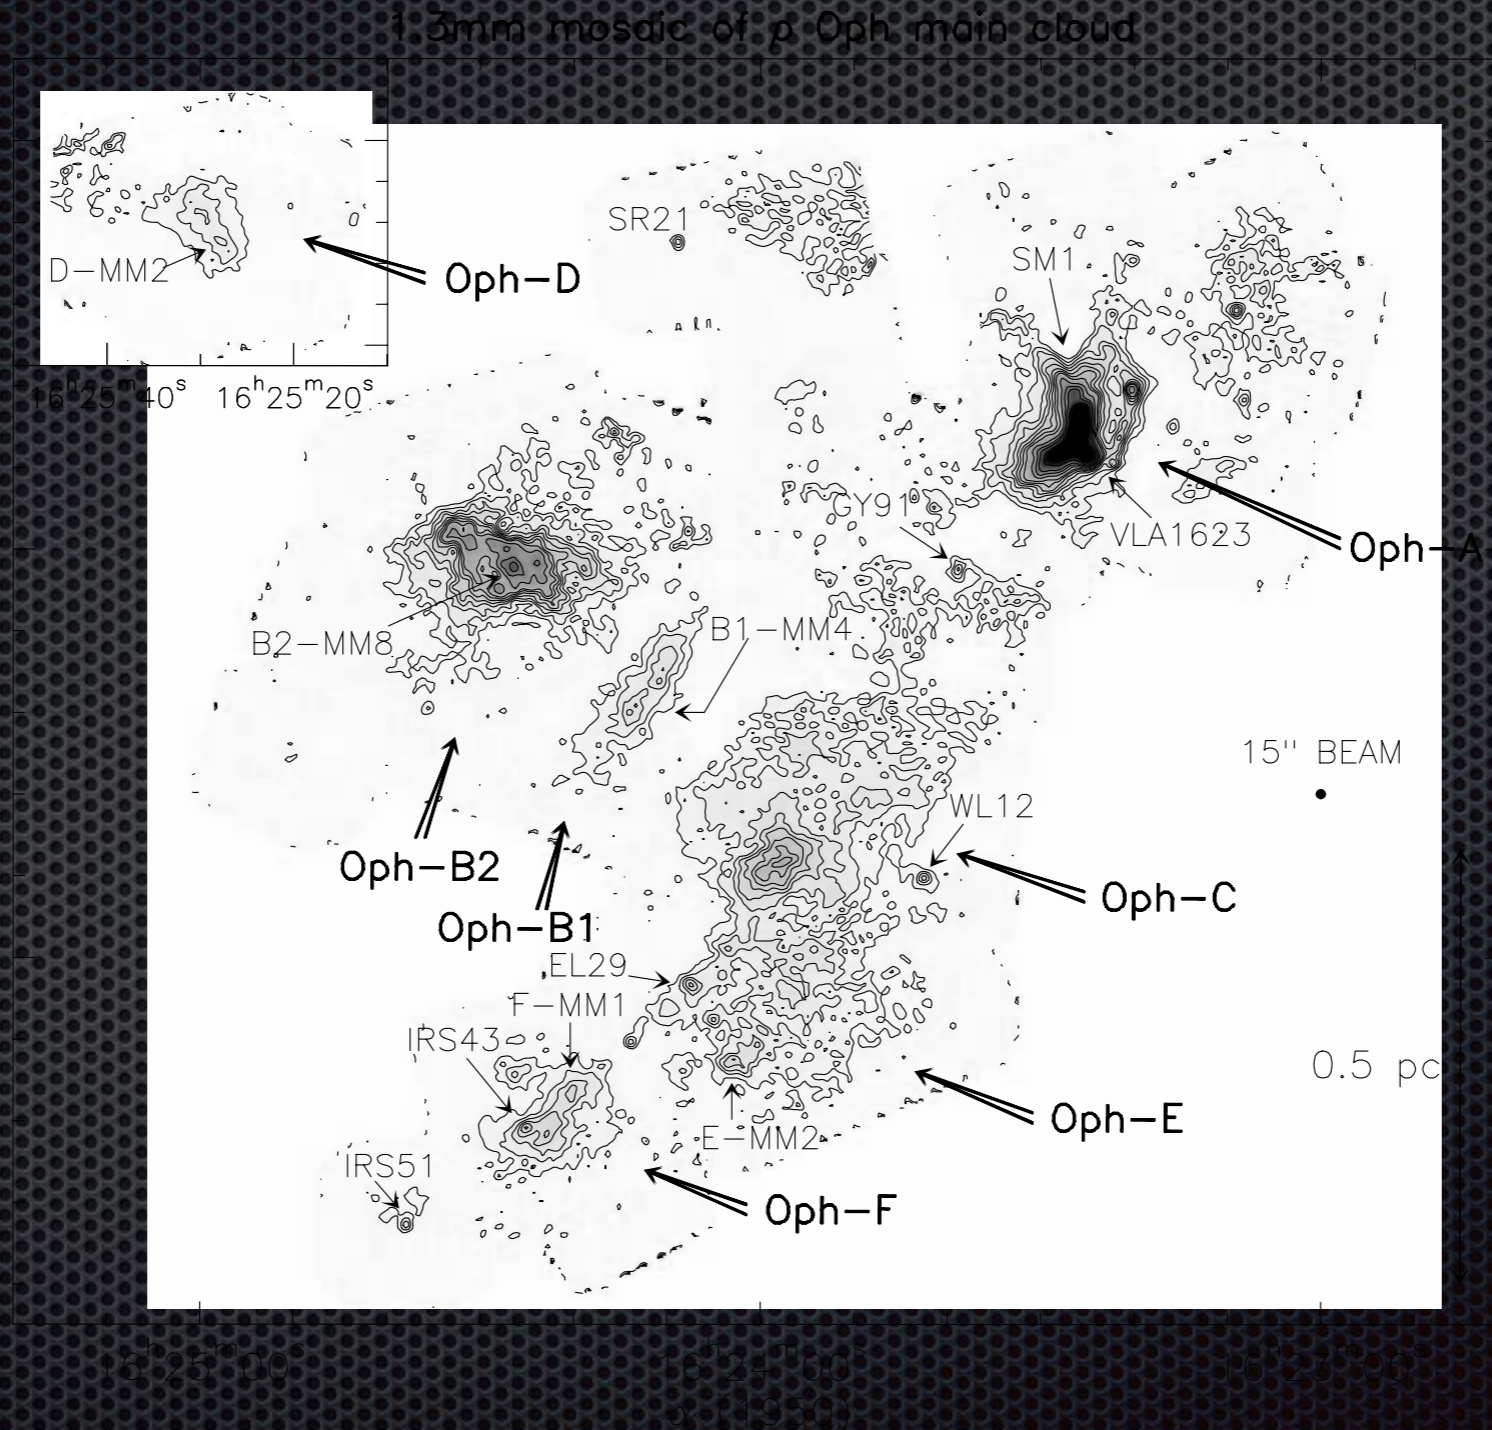 1.3mm mosaic of ρ Oph main cloud
SR21
SM1
D-MM2
Oph-D
16h25m40s 16h25m20s
GY91
VLA1623
Oph-A
B2-MM8
B1-MM4
15" BEAM
WL12
Oph-B2
Oph-C
Oph-B1
EL29
F-MM1
IRS43
0.5 pc
Oph-E
E-MM2
IRS51
Oph-F
16h25m00s 16h24m00s 16h23m00s
α (1950)